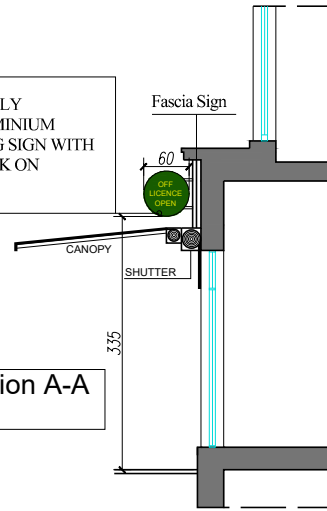 LY
MINIUM
G SIGN WITH
K ON
Fascia Sign
60
OFF
LICENCE
OPEN
CANOPY
SHUTTER
335
ion A-A